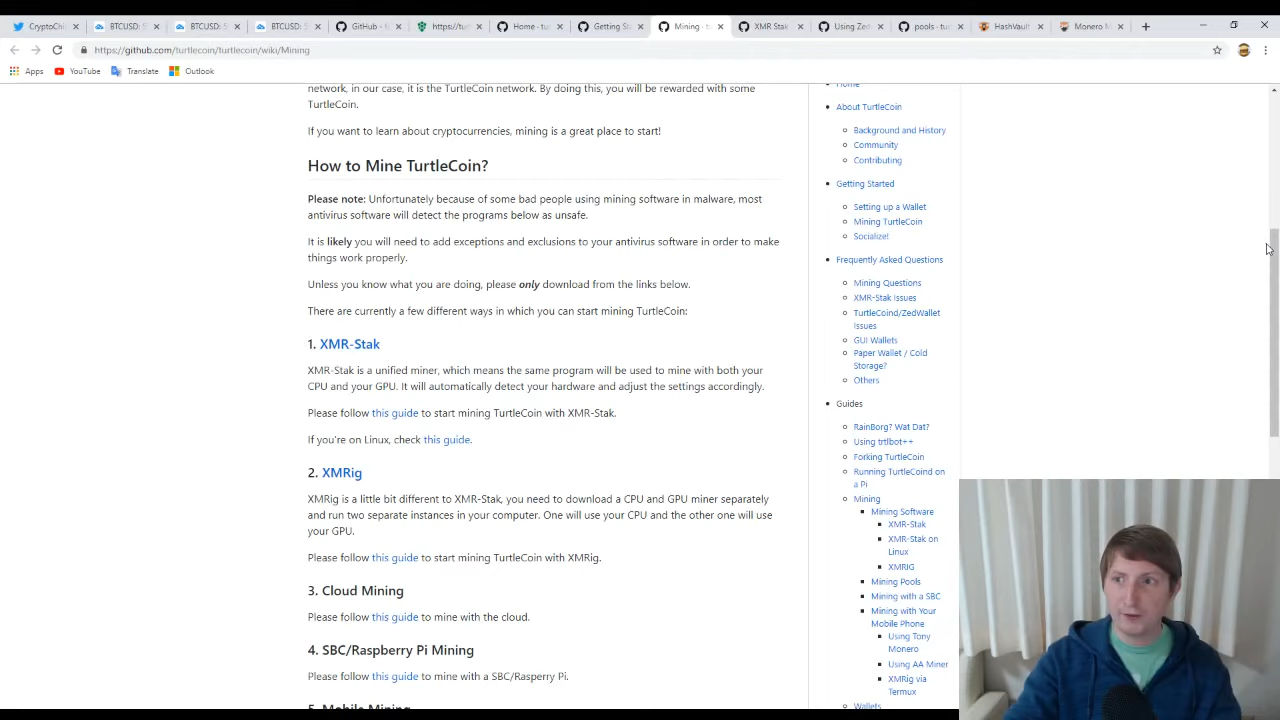 CryptoChi
BTCUSD: 5
BTCUSD: 5
BTCUSD: 5
GitHub - t
https://turt
Home · tur
Getting St
Mining · tu
XMR Stak
Using Zed
pools · tur
HashVault
Monero M
https://github.com/turtlecoin/turtlecoin/wiki/Mining
Apps
YouTube
Translate
Outlook
network, in our case, it is the TurtleCoin network. By doing this, you will be rewarded with some
TurtleCoin.
If you want to learn about cryptocurrencies, mining is a great place to start!
How to Mine TurtleCoin?
Please note: Unfortunately because of some bad people using mining software in malware, most
antivirus software will detect the programs below as unsafe.
It is likely you will need to add exceptions and exclusions to your antivirus software in order to make
things work properly.
Unless you know what you are doing, please only download from the links below.
There are currently a few different ways in which you can start mining TurtleCoin:
1. XMR-Stak
XMR-Stak is a unified miner, which means the same program will be used to mine with both your
CPU and your GPU. It will automatically detect your hardware and adjust the settings accordingly.
Please follow this guide to start mining TurtleCoin with XMR-Stak.
If you're on Linux, check this guide.
2. XMRig
XMRig is a little bit different to XMR-Stak, you need to download a CPU and GPU miner separately
and run two separate instances in your computer. One will use your CPU and the other one will use
your GPU.
Please follow this guide to start mining TurtleCoin with XMRig.
3. Cloud Mining
Please follow this guide to mine with the cloud.
4. SBC/Raspberry Pi Mining
Please follow this guide to mine with a SBC/Rasperry Pi.
5. Mobile Mining
Home
About TurtleCoin
Background and History
Community
Contributing
Getting Started
Setting up a Wallet
Mining TurtleCoin
Socialize!
Frequently Asked Questions
Mining Questions
XMR-Stak Issues
TurtleCoind/ZedWallet
Issues
GUI Wallets
Paper Wallet / Cold
Storage?
Others
Guides
RainBorg? Wat Dat?
Using trtlbot++
Forking TurtleCoin
Running TurtleCoind on
a Pi
Mining
Mining Software
XMR-Stak
XMR-Stak on
Linux
XMRIG
Mining Pools
Mining with a SBC
Mining with Your
Mobile Phone
Using Tony
Monero
Using AA Miner
XMRig via
Termux
Wallets